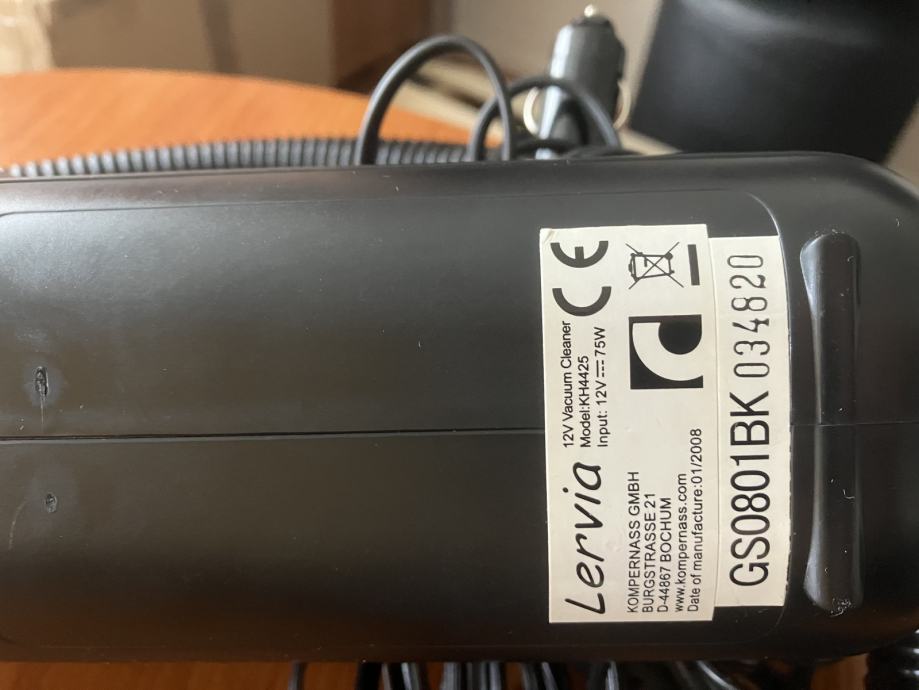 Lervia
12V Vacuum Cleaner
Model:KH4425
Input: 12V⎓75W
CE
KOMPERNASS GMBH
BURGSTRASSE 21
D-44867 BOCHUM
www.kompernass.com
Date of manufacture:01/2008
GS0801BK 034820